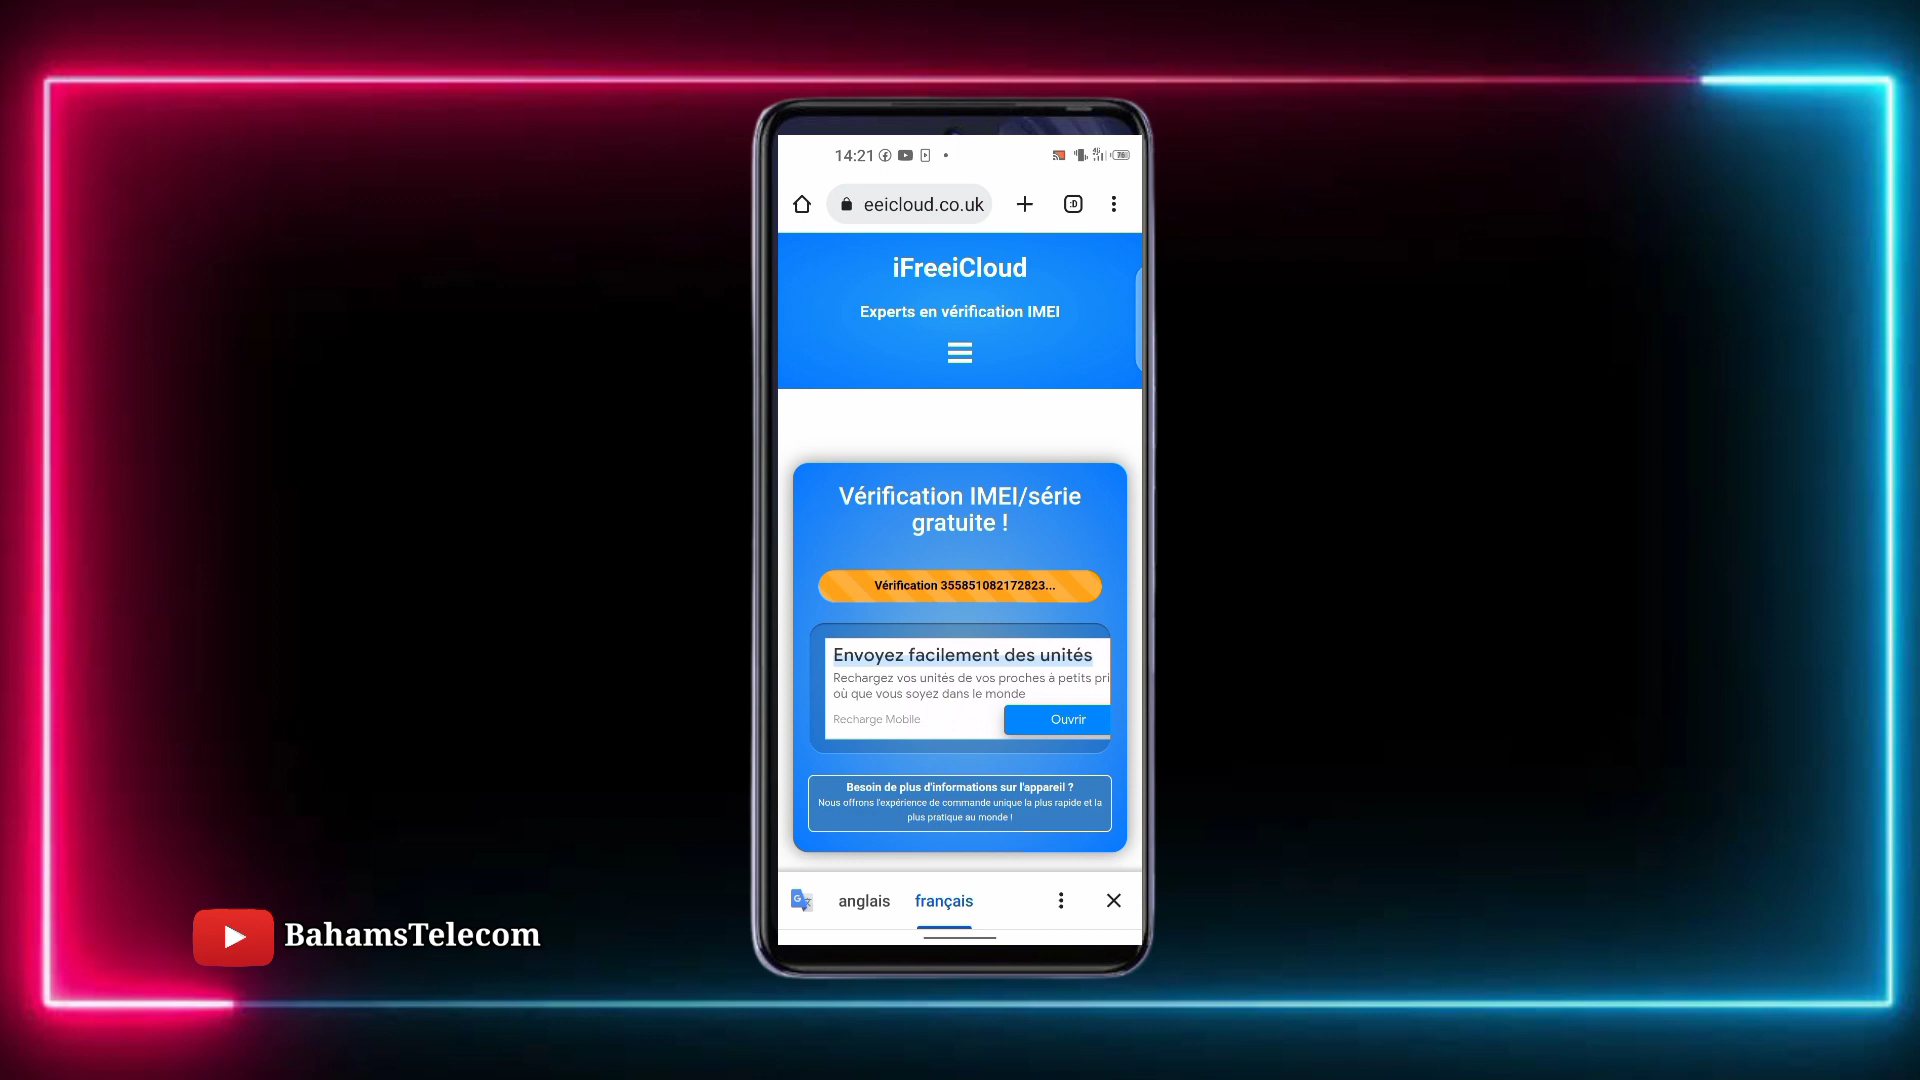 14:21
eeicloud.co.uk
:D
iFreeiCloud
Experts en vérification IMEI
Vérification IMEI/série
gratuite !
Vérification 355851082172823...
Envoyez facilement des unités
Rechargez vos unités de vos proches à petits pri
où que vous soyez dans le monde
Recharge Mobile
Ouvrir
Besoin de plus d'informations sur l'appareil ?
Nous offrons l'expérience de commande unique la plus rapide et la
plus pratique au monde !
anglais français
BahamsTelecom